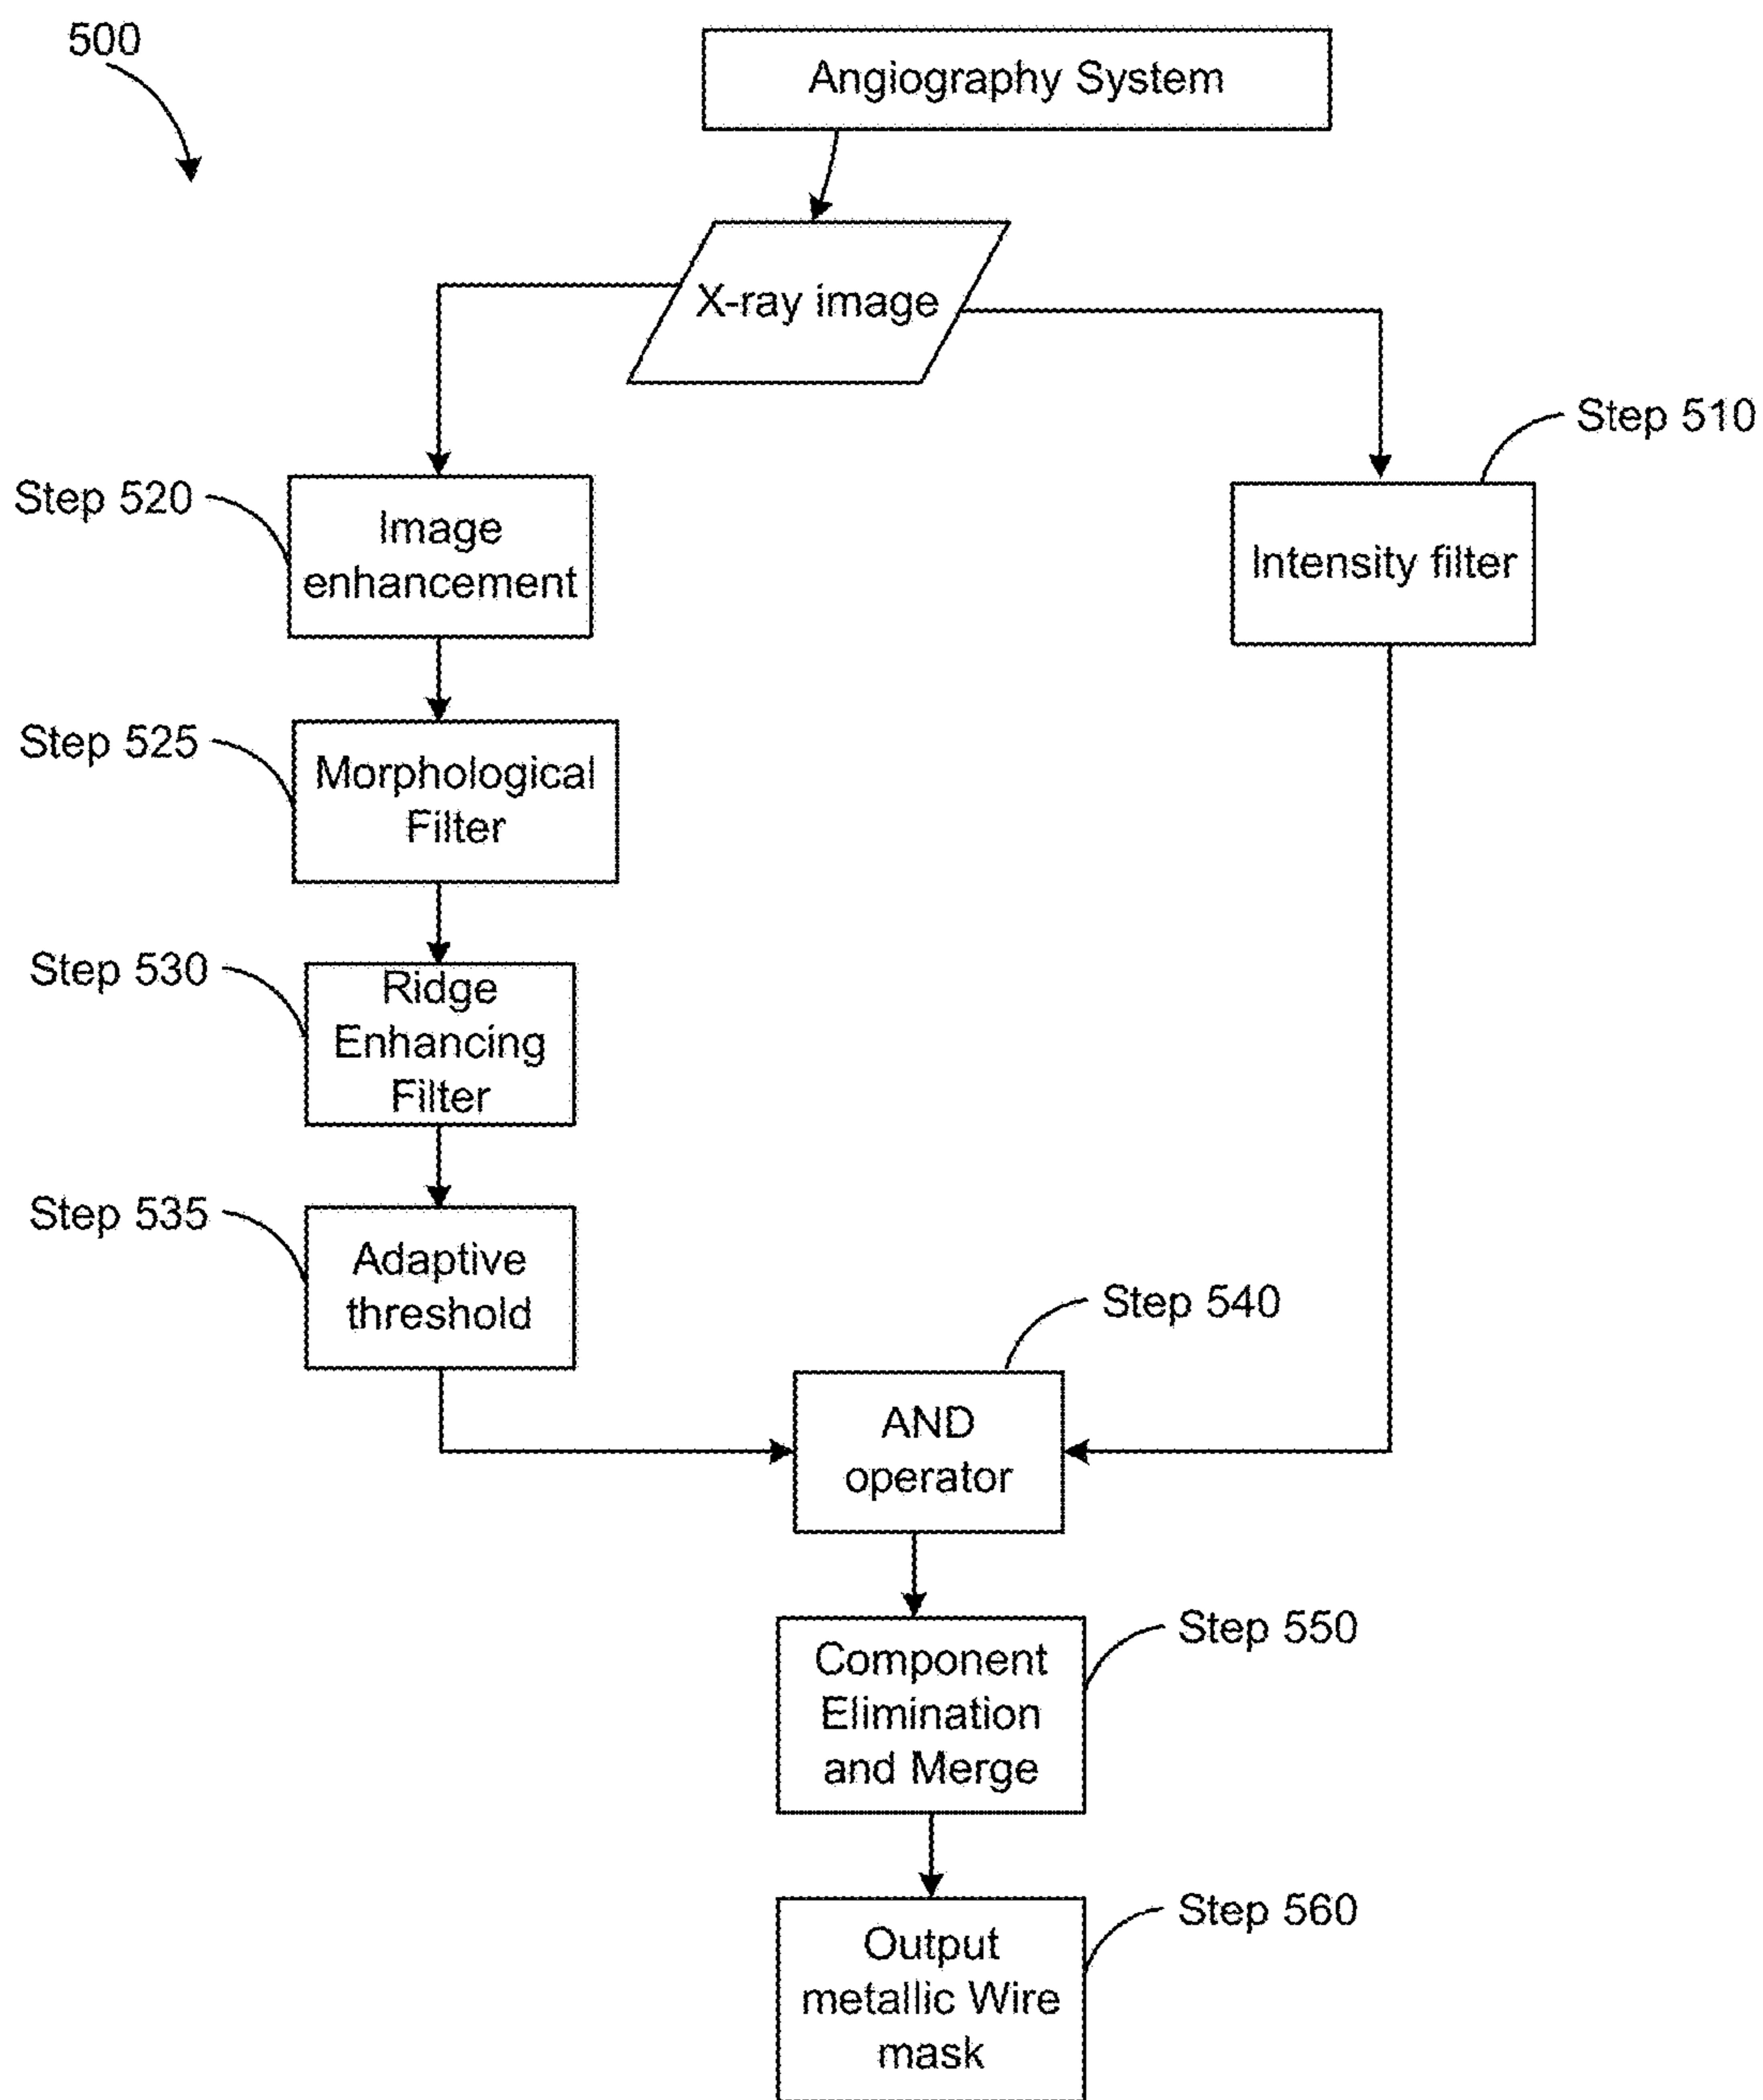 500
Angiography System
X-ray image
Step 510
Intensity filter
Step 520
Image
enhancement
Step 525
Morphological
Filter
Step 530
Ridge
Enhancing
Filter
Step 535
Adaptive
threshold
Step 540
AND
operator
Step 550
Component
Elimination
and Merge
Step 560
Output
metallic Wire
mask